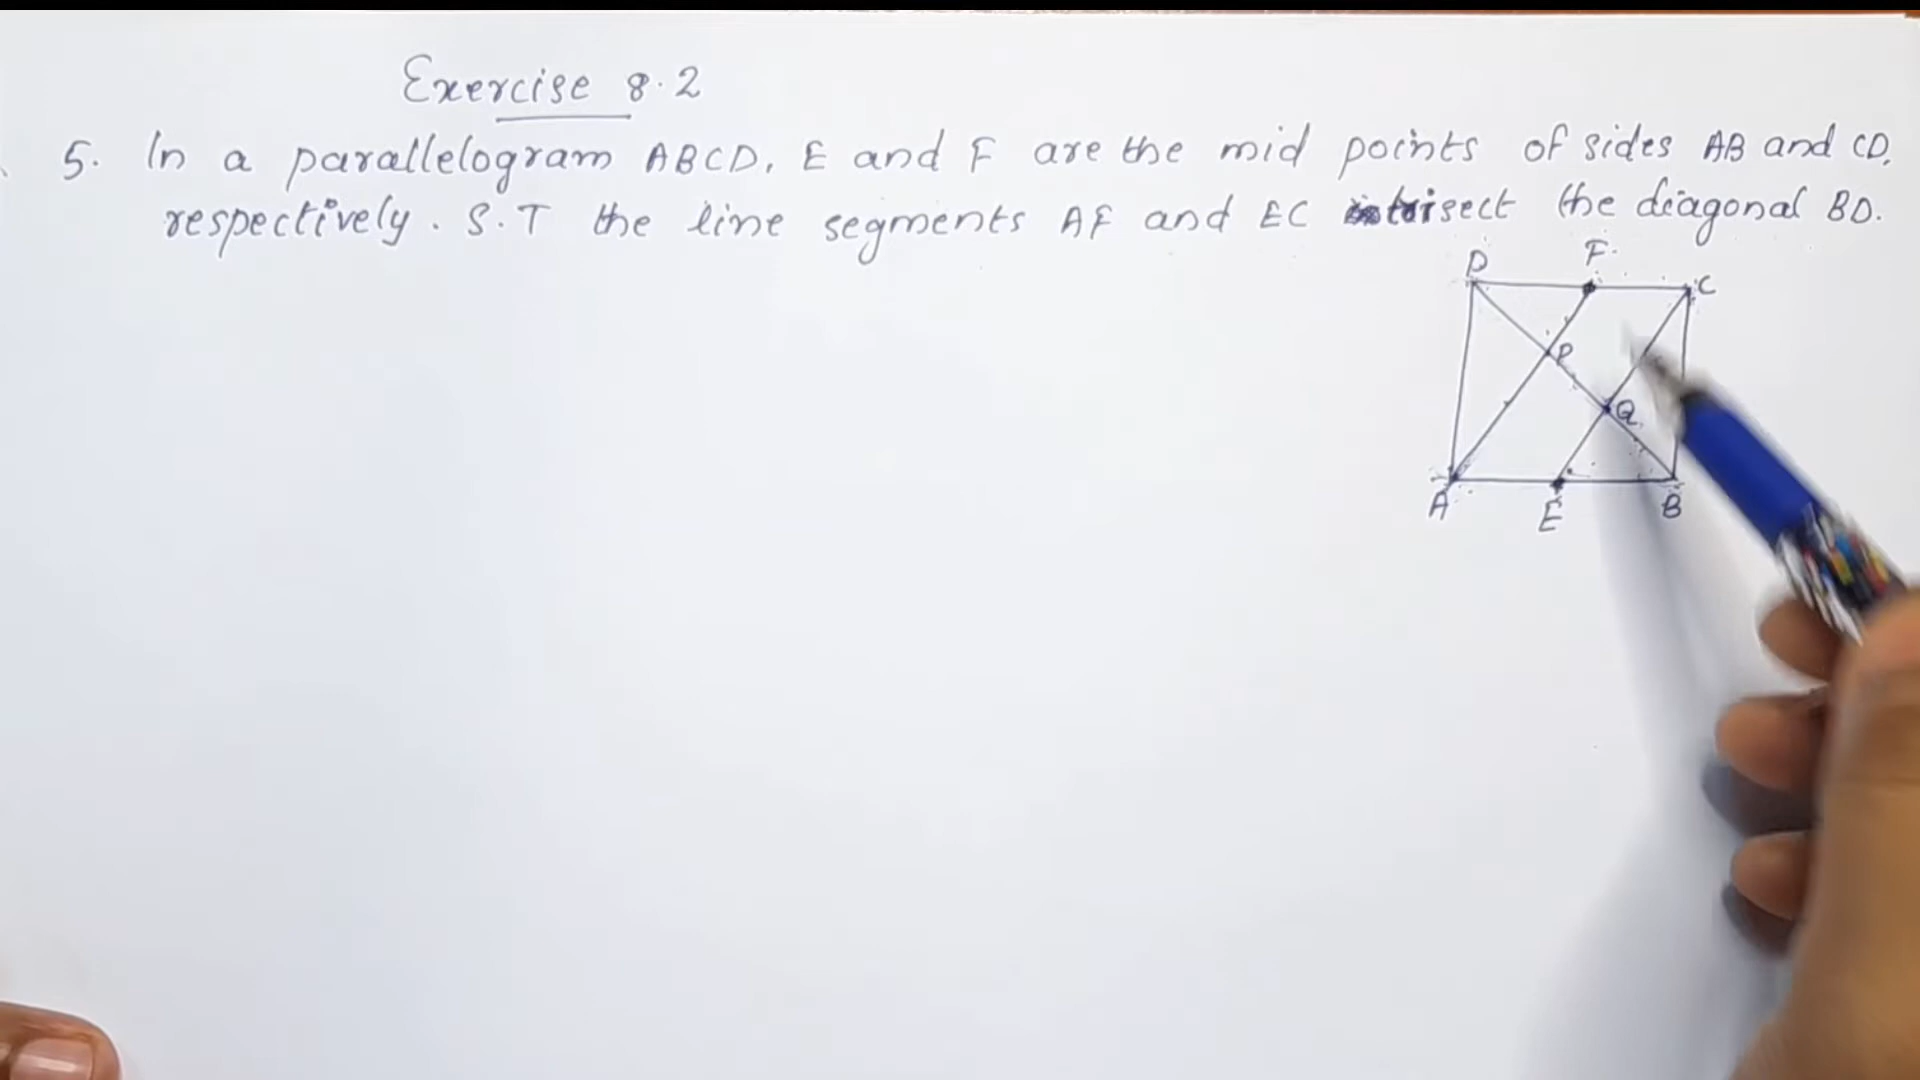 Exercise 8.2
5. In a parallelogram ABCD, E and F are the mid points of sides AB and CD,
respectively. S.T the line segments AF and EC trisect the diagonal BD.
D F C
P
Q
A E B